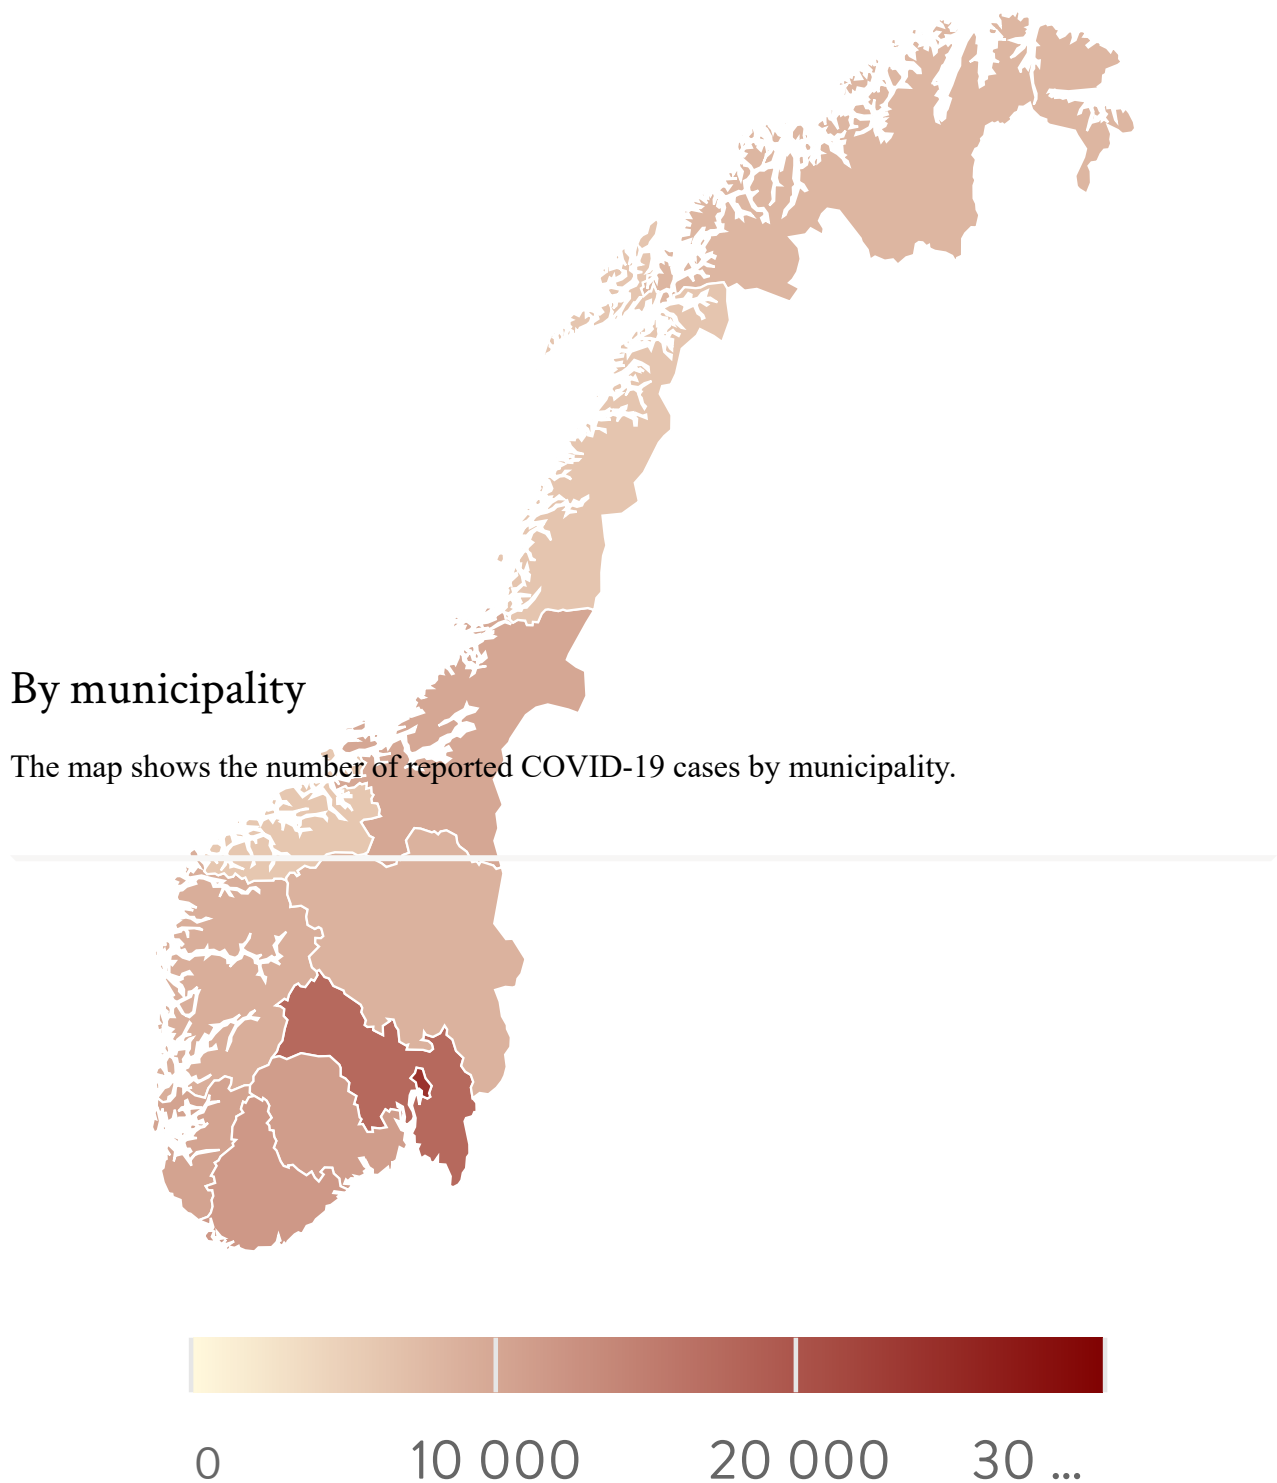 By municipality
The map shows the number of reported COVID-19 cases by municipality.
0 10 000 20 000 30 ...